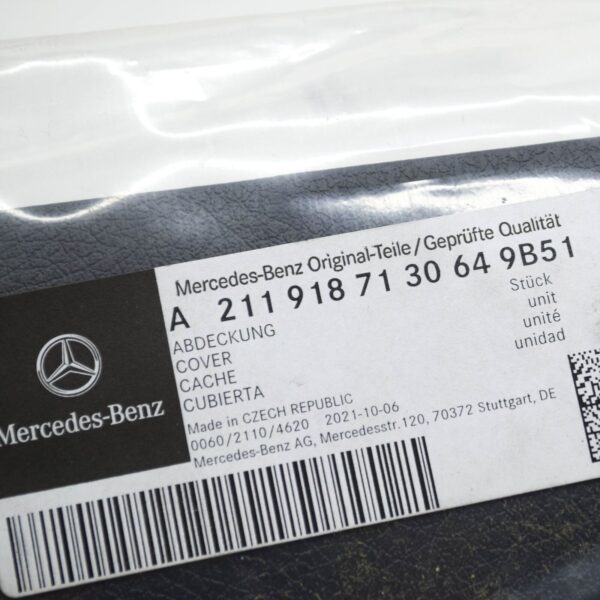 Mercedes-Benz Original-Teile/Geprüfte Qualität
A 211 918 71 30 64 9B51
ABDECKUNG
COVER
CACHE
CUBIERTA
Stück
unit
unité
unidad
Made in CZECH REPUBLIC
0060/2110/4620 2021-10-06
Mercedes-Benz AG, Mercedesstr.120, 70372 Stuttgart, DE
Mercedes-Benz